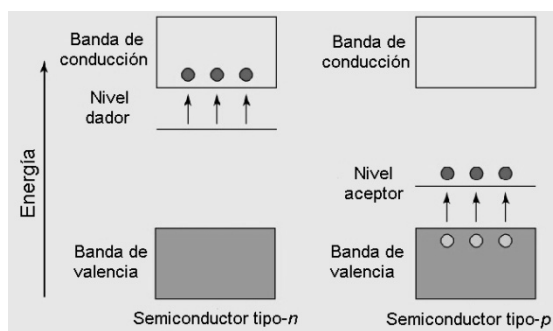 Banda de
conducción
Nivel
dador
Banda de
valencia
Energía
Semiconductor tipo-n
Banda de
conducción
Nivel
aceptor
Banda de
valencia
Semiconductor tipo-p